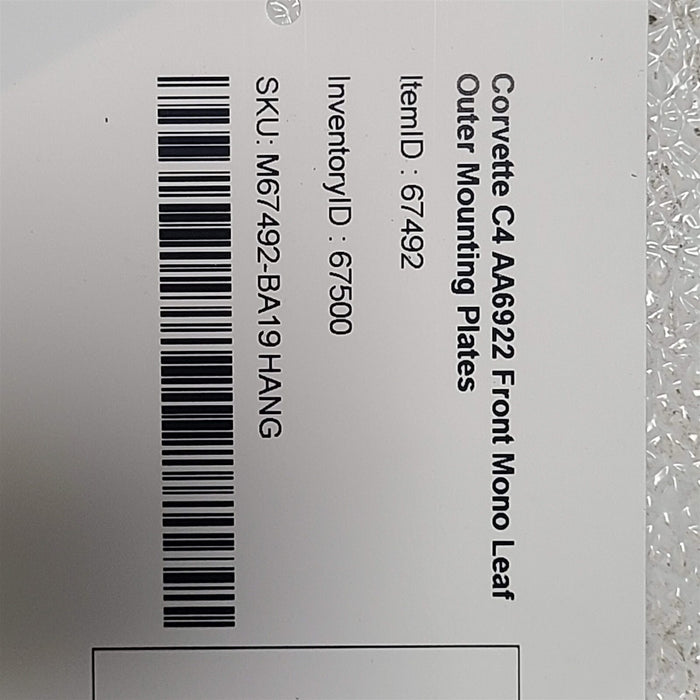 Corvette C4 AA6922 Front Mono Leaf
Outer Mounting Plates
ItemID : 67492
InventoryID : 67500
SKU: M67492-BA19 HANG